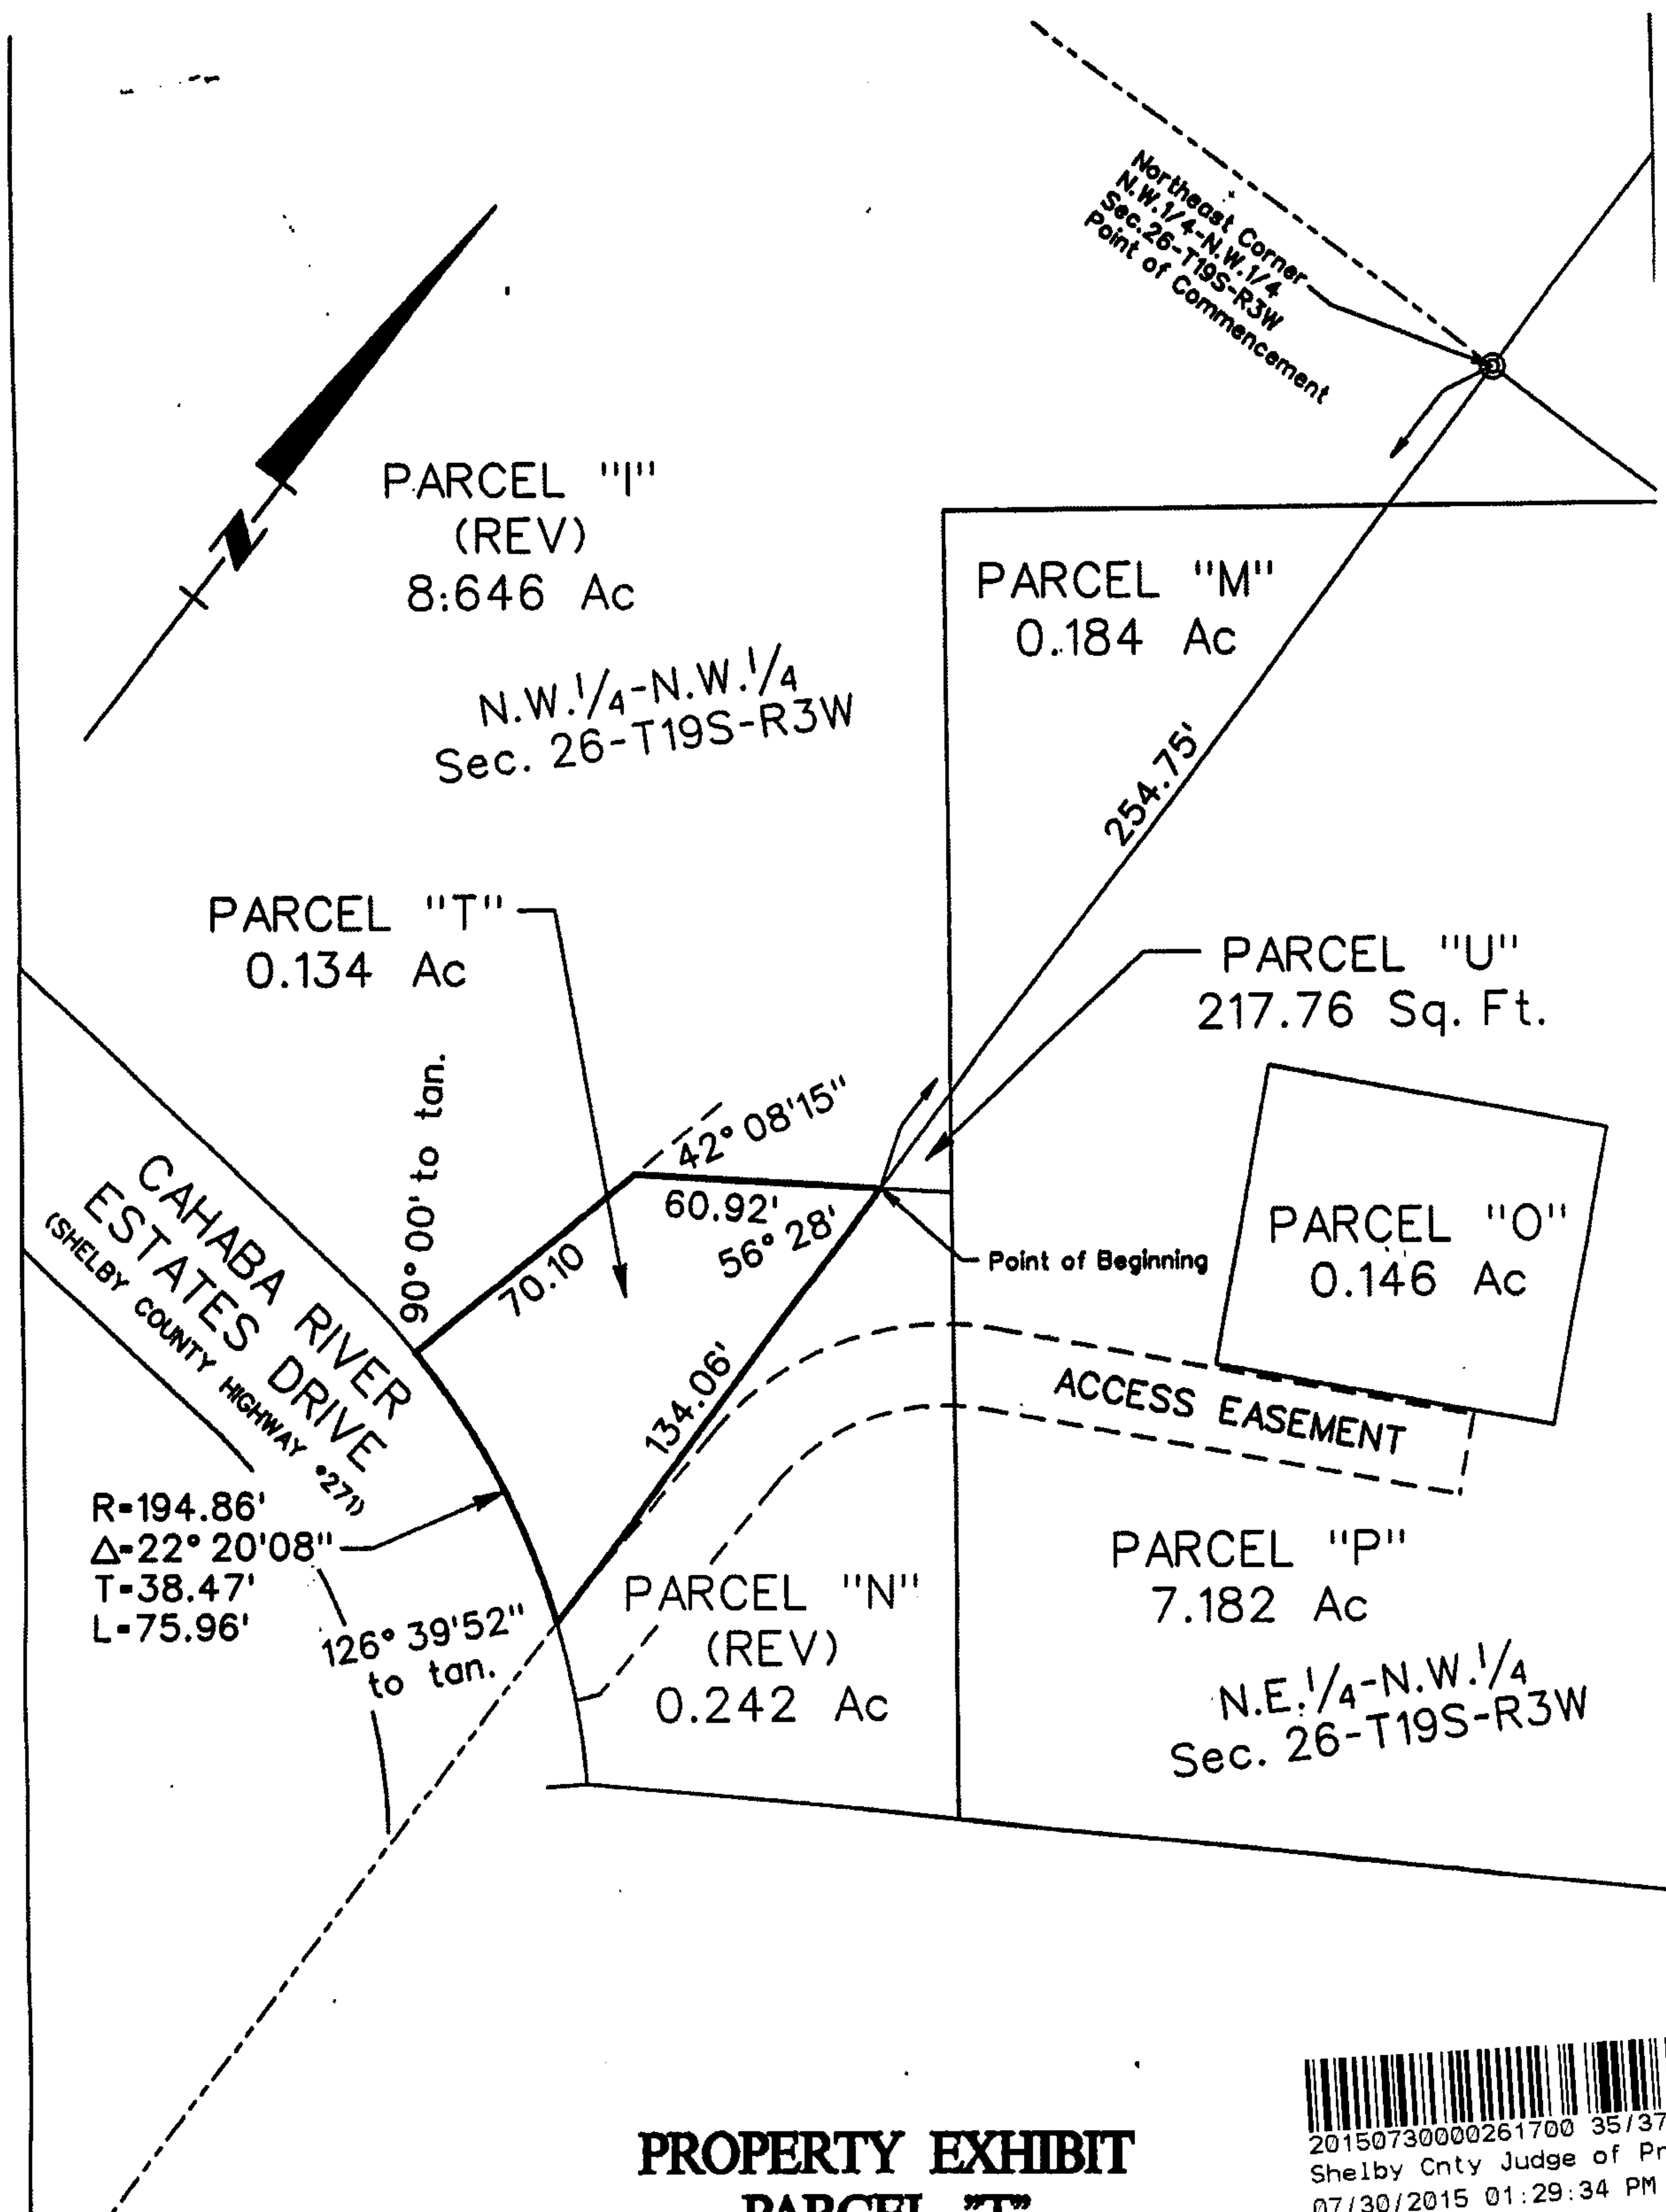 Northeast Corner
N.W.1/4-N.W.1/4
Sec.26-T19S-R3W
Point of Commencement
N
PARCEL "I"
(REV)
8.646 Ac
N.W.1/4-N.W.1/4
Sec. 26-T19S-R3W
PARCEL "M"
0.184 Ac
254.75'
PARCEL "T"
0.134 Ac
PARCEL "U"
217.76 Sq. Ft.
90° 00' to tan.
42° 08'15"
60.92'
56° 28'
70.10
Point of Beginning
PARCEL "O"
0.146 Ac
CAHABA RIVER
ESTATES DRIVE
(SHELBY COUNTY HIGHWAY #271)
134.06'
ACCESS EASEMENT
R=194.86'
Δ=22° 20'08"
T=38.47'
L=75.96'
126° 39'52"
to tan.
PARCEL "N"
(REV)
0.242 Ac
PARCEL "P"
7.182 Ac
N.E.1/4-N.W.1/4
Sec. 26-T19S-R3W
PROPERTY EXHIBIT
PARCEL "T"
20150730000261700 35/37
Shelby Cnty Judge of Pr
07/30/2015 01:29:34 PM